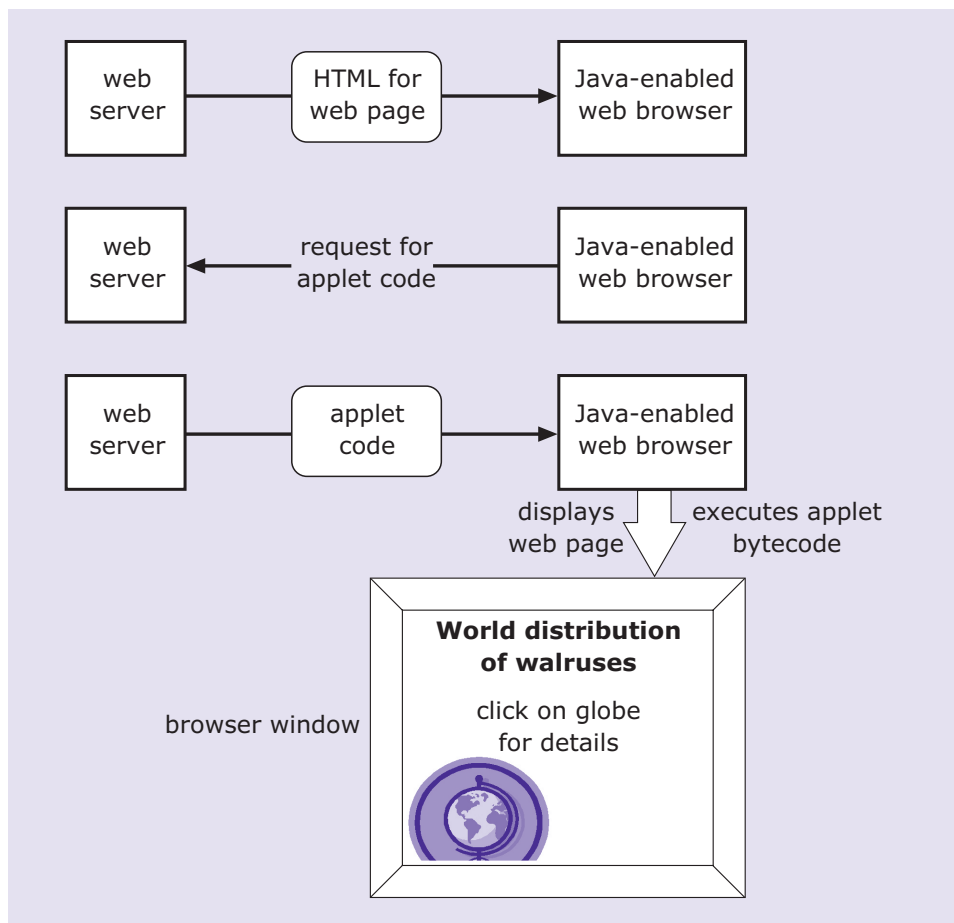 web
server
HTML for
web page
Java-enabled
web browser
web
server
request for
applet code
Java-enabled
web browser
web
server
applet
code
Java-enabled
web browser
displays
web page
executes applet
bytecode
World distribution
of walruses
browser window
click on globe
for details